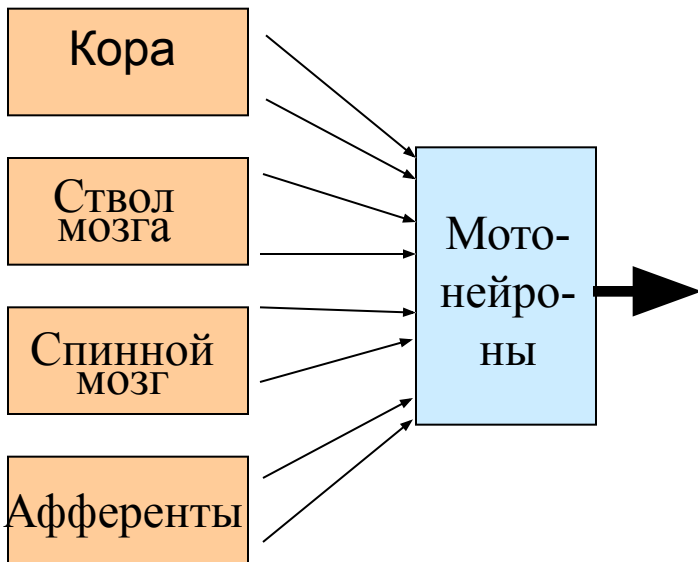 Кора
Ствол
мозга
Спинной
мозг
Афференты
Мото-
нейро-
ны